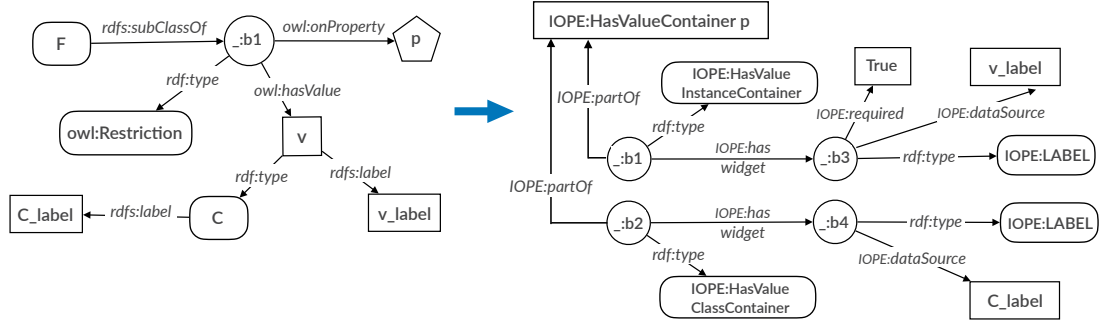 IOPE:HasValueContainer p
F
rdfs:subClassOf
_:b1
owl:onProperty
p
rdf:type
owl:hasValue
owl:Restriction
v
rdf:type
rdfs:label
C_label
rdfs:label
C
v_label
IOPE:partOf
IOPE:HasValue
InstanceContainer
True
v_label
rdf:type
IOPE:required
IOPE:dataSource
_:b1
IOPE:has
widget
_:b3
rdf:type
IOPE:LABEL
IOPE:partOf
_:b2
IOPE:has
widget
_:b4
rdf:type
IOPE:LABEL
rdf:type
IOPE:dataSource
IOPE:HasValue
ClassContainer
C_label